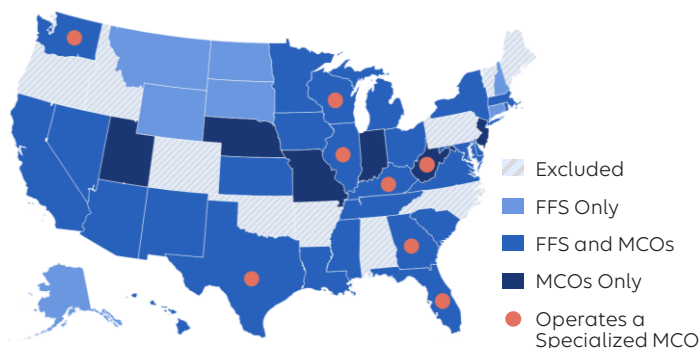 Excluded
FFS Only
FFS and MCOs
MCOs Only
Operates a
Specialized MCO